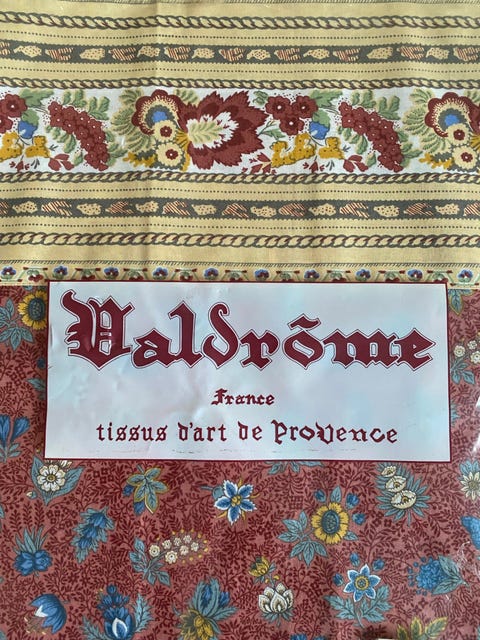 Valdrôme
France
tissus d'art de Provence